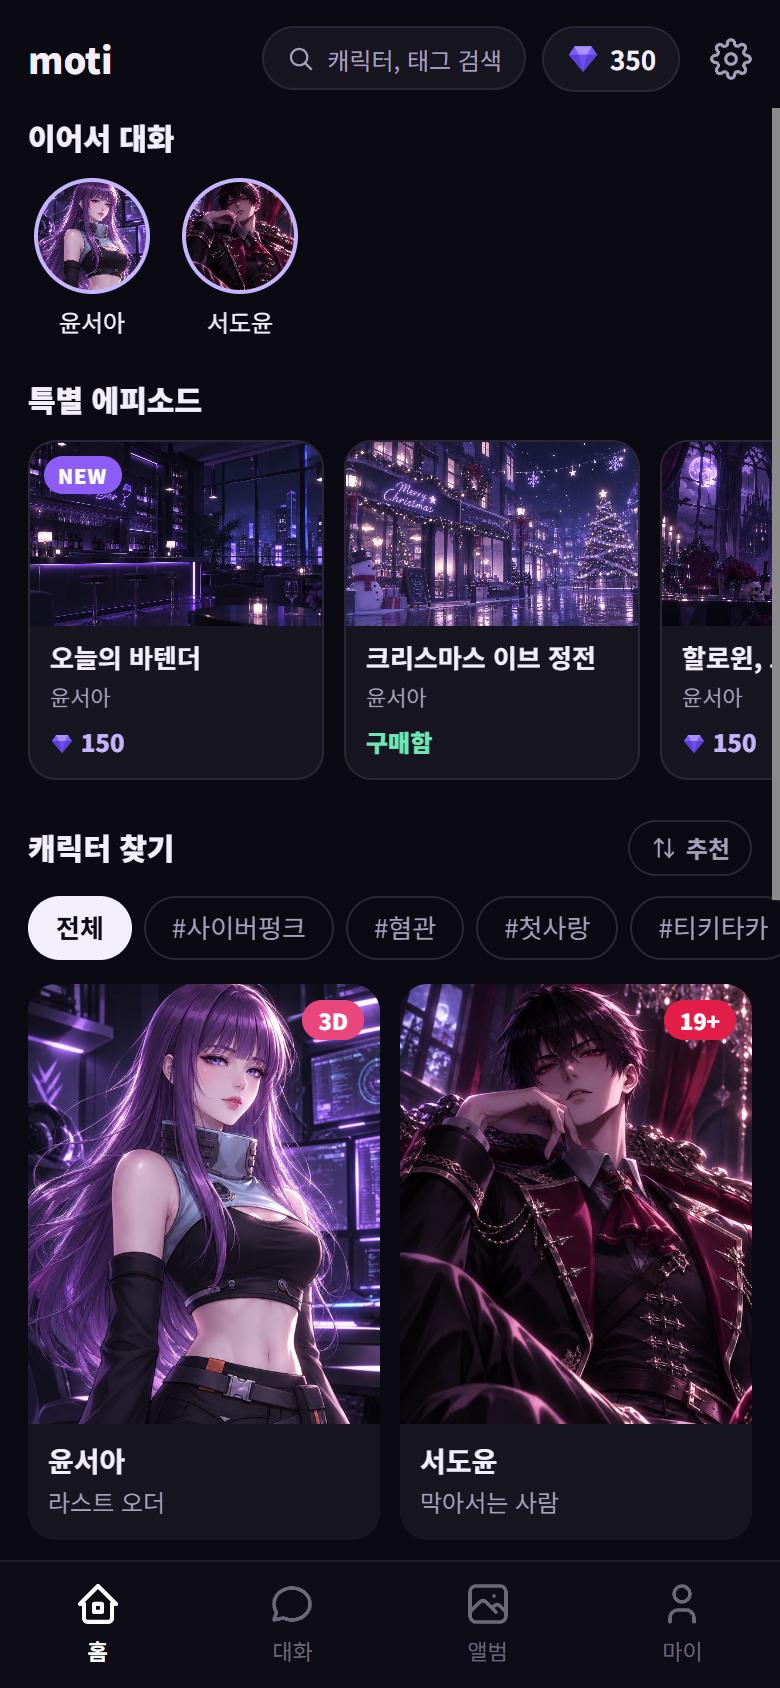 moti
캐릭터, 태그 검색
350
이어서 대화
윤서아
서도윤
특별 에피소드
NEW
Bar
Merry
Christmas
오늘의 바텐더
윤서아
150
크리스마스 이브 정전
윤서아
구매함
할로윈,
윤서아
150
캐릭터 찾기
추천
전체
#사이버펑크
#혐관
#첫사랑
#티키타카
3D
19+
윤서아
라스트 오더
서도윤
막아서는 사람
홈
대화
앨범
마이